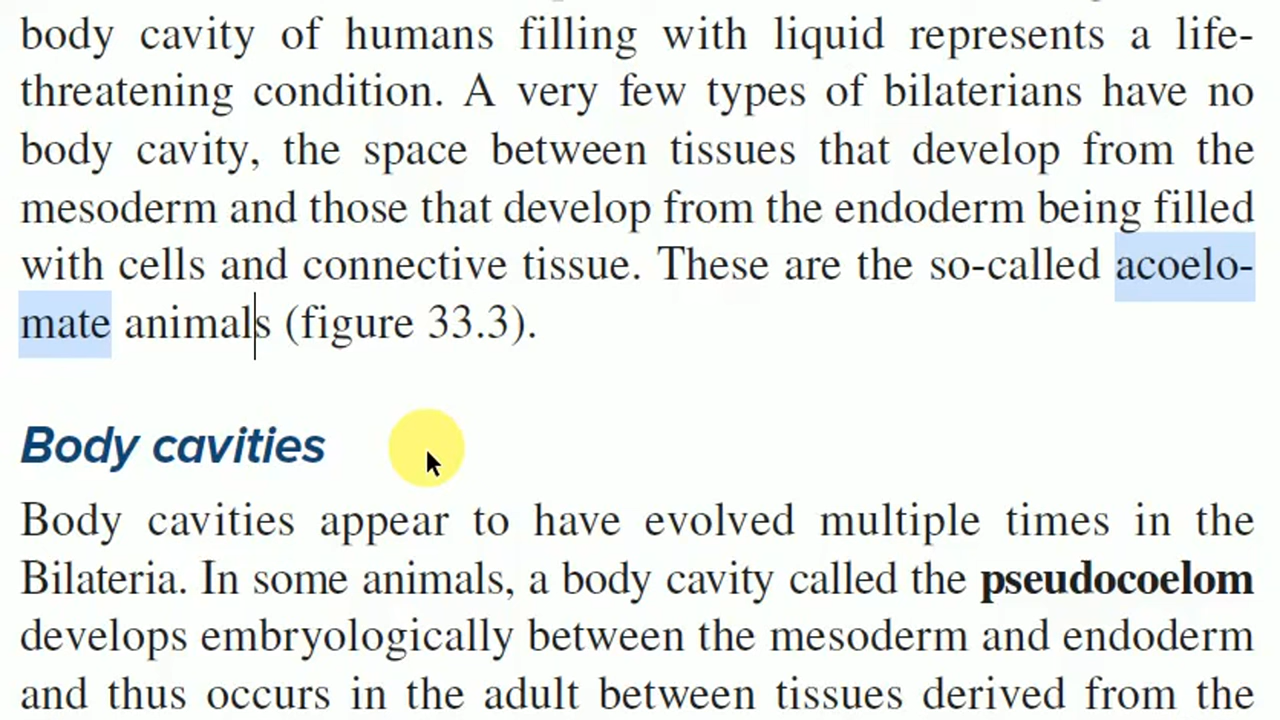 body cavity of humans filling with liquid represents a life-
threatening condition. A very few types of bilaterians have no
body cavity, the space between tissues that develop from the
mesoderm and those that develop from the endoderm being filled
with cells and connective tissue. These are the so-called acoelo-
mate animals (figure 33.3).
Body cavities
Body cavities appear to have evolved multiple times in the
Bilateria. In some animals, a body cavity called the pseudocoelom
develops embryologically between the mesoderm and endoderm
and thus occurs in the adult between tissues derived from the